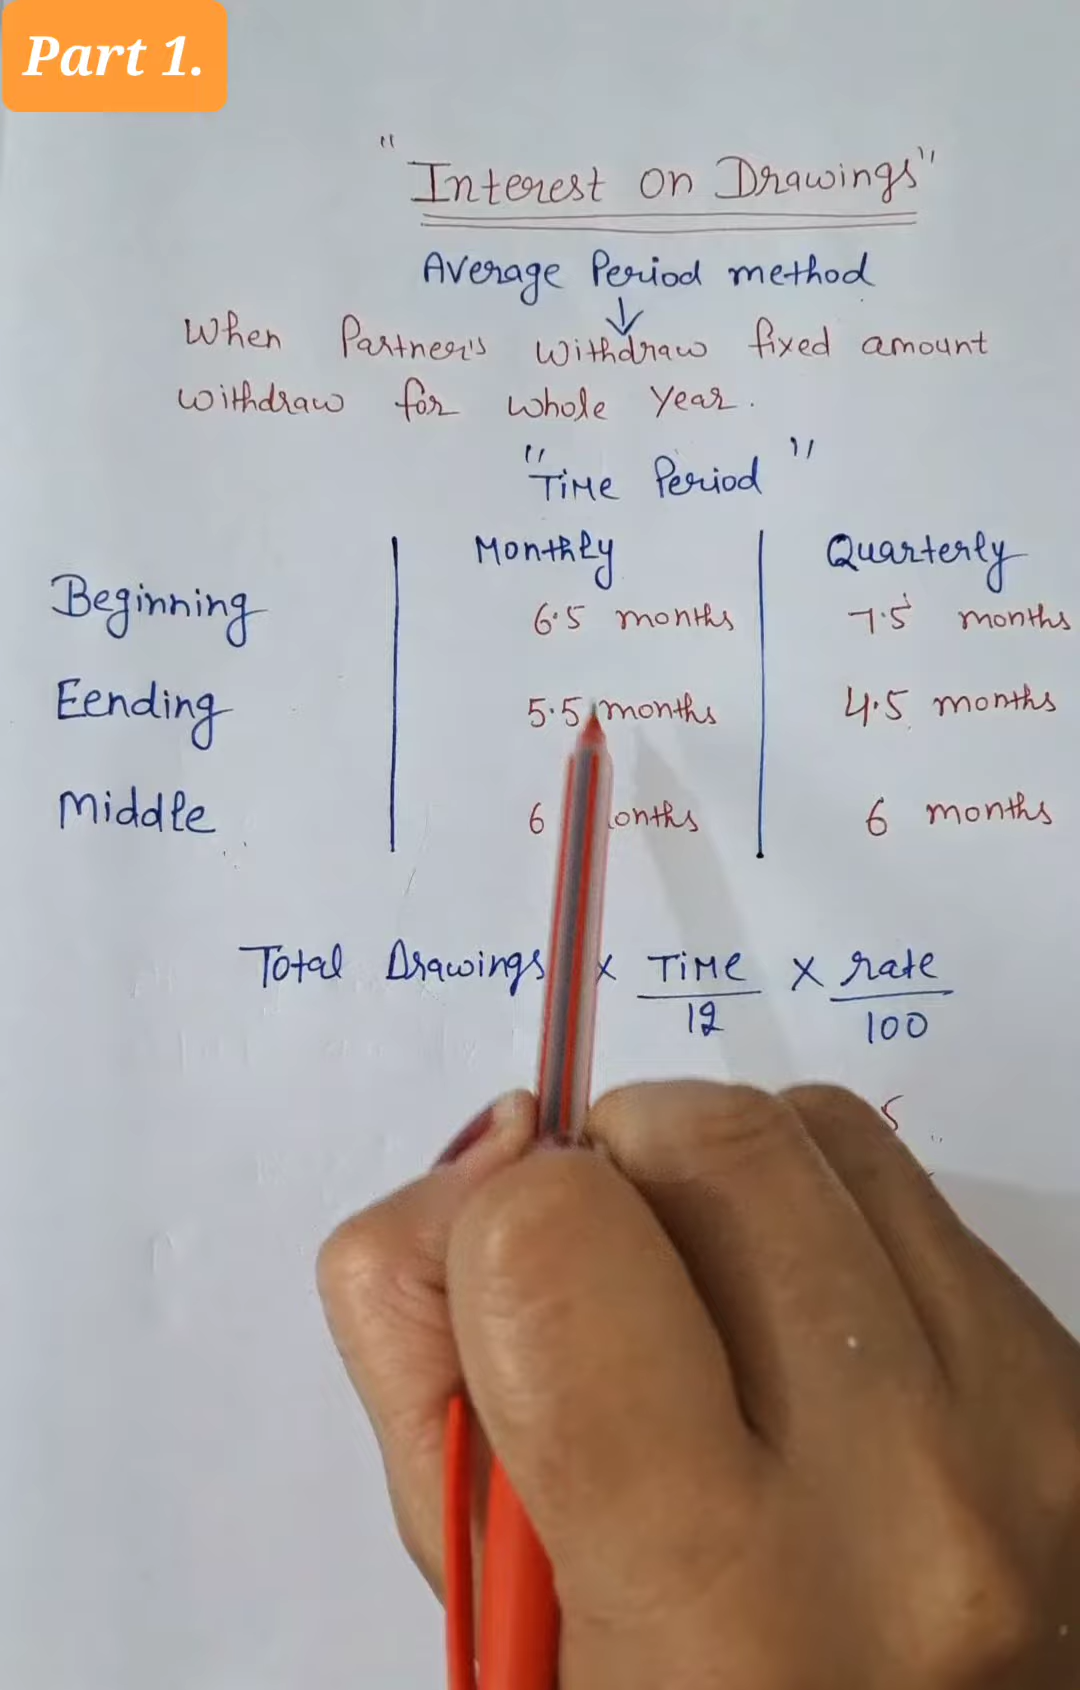 Part 1.
"Interest on Drawings"
Average Period method
When Partner's withdraw fixed amount
withdraw for whole year.
"Time Period"
Monthly Quarterly
Beginning 6.5 months 7.5 months
Eending 5.5 months 4.5 months
Middle 6 months
Total Drawings x Time/12 x rate/100